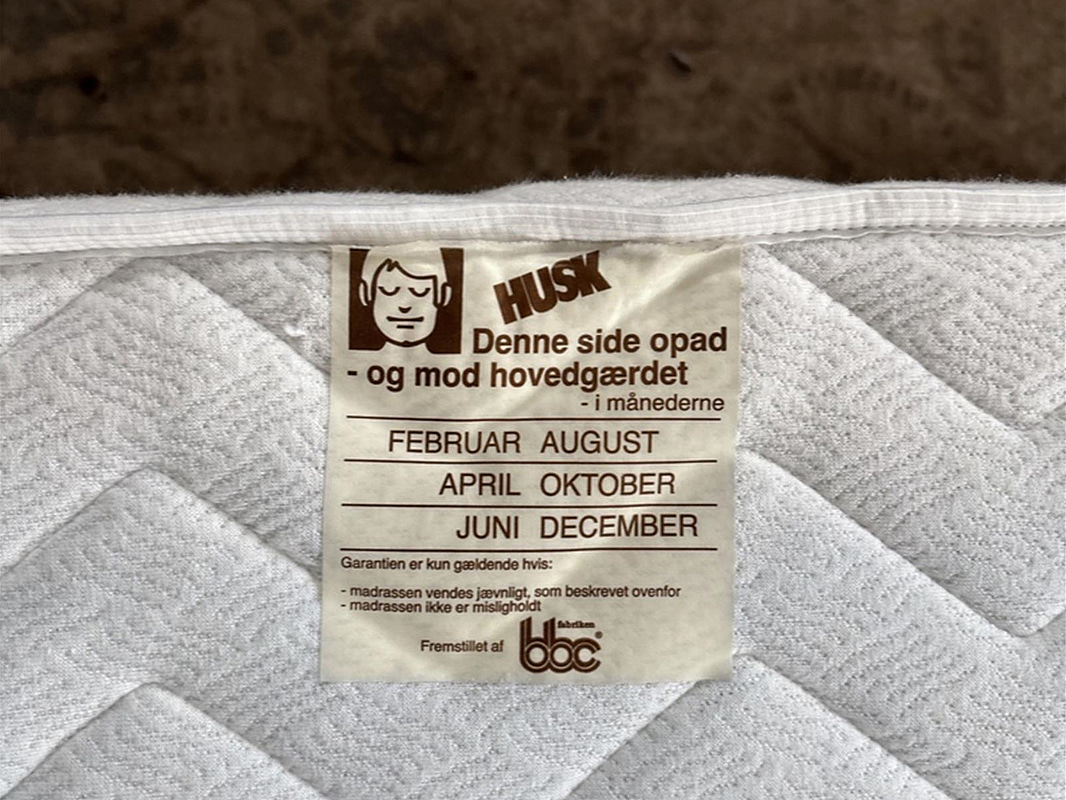 HUSK
Denne side opad
- og mod hovedgærdet
- i månederne
FEBRUAR AUGUST
APRIL OKTOBER
JUNI DECEMBER
Garantien er kun gældende hvis:
- madrassen vendes jævnligt, som beskrevet ovenfor
- madrassen ikke er misligholdt
fabriken
Fremstillet af bbc®